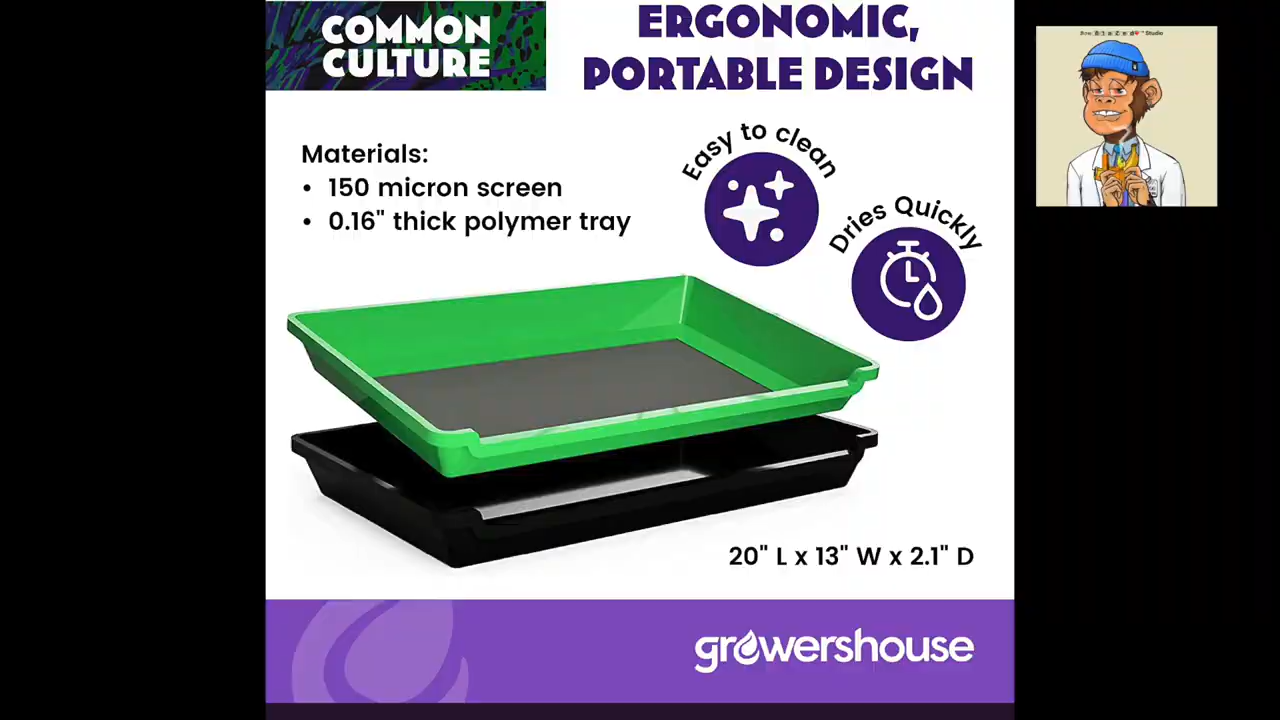 COMMON
CULTURE
ERGONOMIC,
PORTABLE DESIGN
Materials:
• 150 micron screen
• 0.16" thick polymer tray
Easy to clean
Dries Quickly
20" L x 13" W x 2.1" D
growershouse
Studio